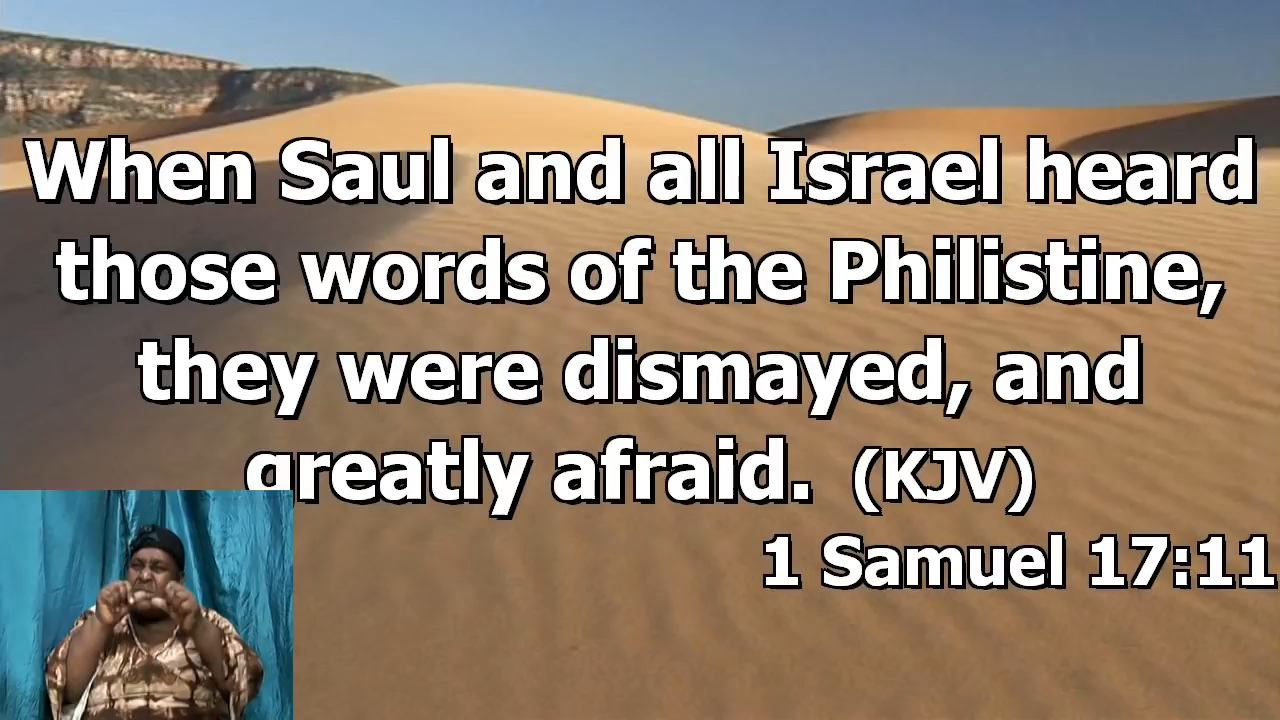 When Saul and all Israel heard
those words of the Philistine,
they were dismayed, and
greatly afraid. (KJV)
1 Samuel 17:11